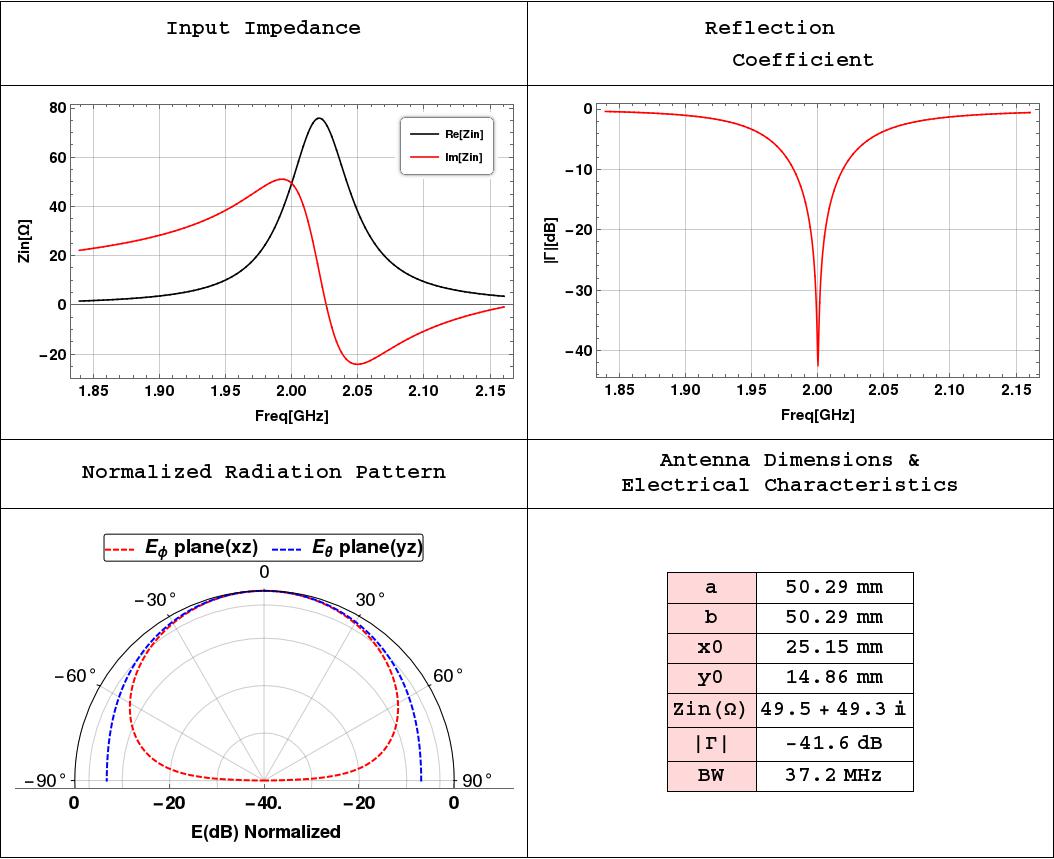 Input Impedance
Reflection
Coefficient
80
60
40
20
0
−20
Zin[Ω]
Re[Zin]
Im[Zin]
1.85 1.90 1.95 2.00 2.05 2.10 2.15
Freq[GHz]
0
−10
−20
−30
−40
|Γ|[dB]
1.85 1.90 1.95 2.00 2.05 2.10 2.15
Freq[GHz]
Normalized Radiation Pattern
Antenna Dimensions &
Electrical Characteristics
Eϕ plane(xz) Eθ plane(yz)
0
−30° 30°
−60° 60°
−90° 90°
0 −20 −40. −20 0
E(dB) Normalized
a 50.29 mm
b 50.29 mm
x0 25.15 mm
y0 14.86 mm
Zin(Ω) 49.5 + 49.3 i
|Γ| -41.6 dB
BW 37.2 MHz